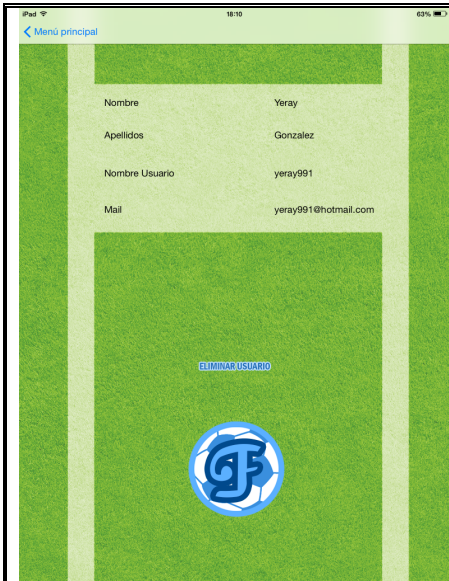 iPad 18:10 63%
Menú principal
Nombre Yeray
Apellidos Gonzalez
Nombre Usuario yeray991
Mail yeray991@hotmail.com
ELIMINAR USUARIO